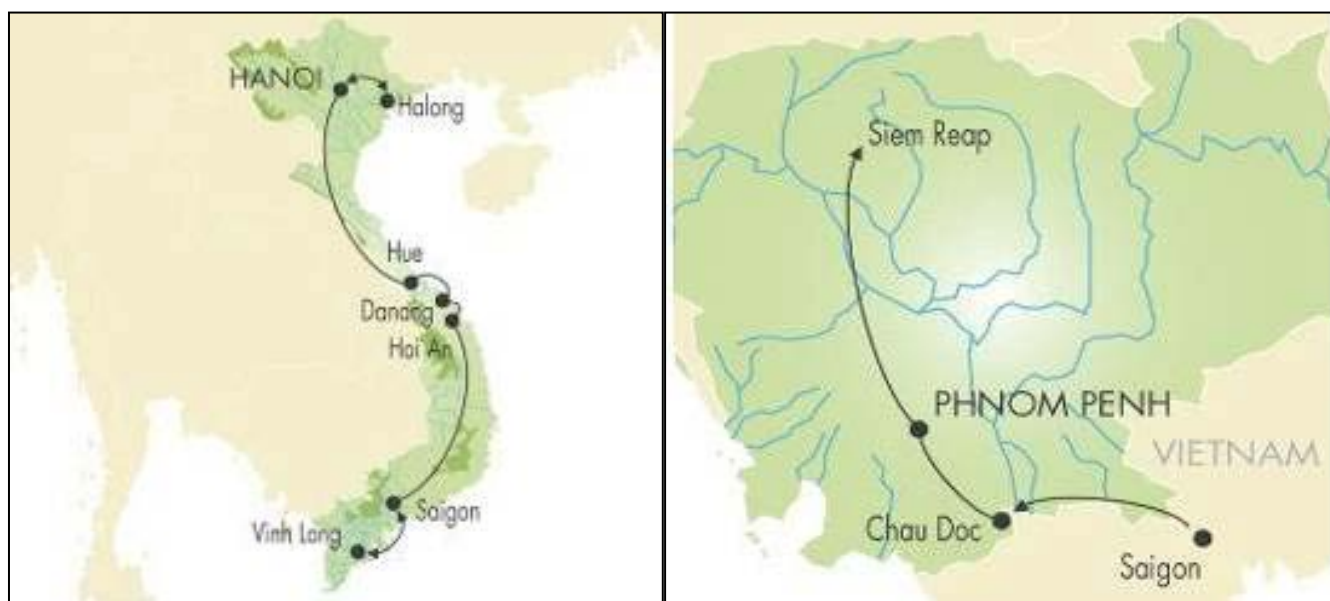 HANOI
Halong
Hue
Danang
Hoi An
Saigon
Vinh Long
Siem Reap
PHNOM PENH
VIETNAM
Chau Doc
Saigon